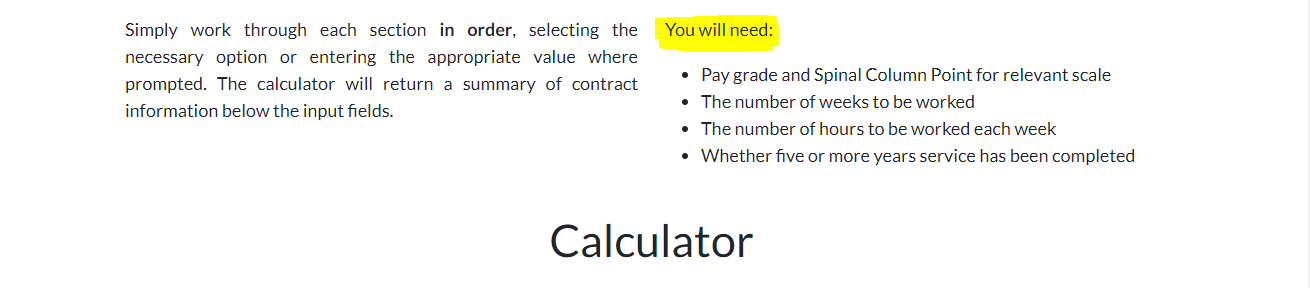 Simply work through each section in order, selecting the
necessary option or entering the appropriate value where
prompted. The calculator will return a summary of contract
information below the input fields.
You will need:
• Pay grade and Spinal Column Point for relevant scale
• The number of weeks to be worked
• The number of hours to be worked each week
• Whether five or more years service has been completed
Calculator